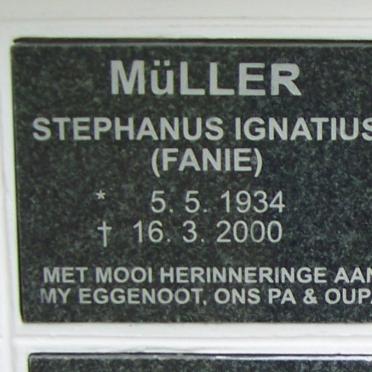 MüLLER
STEPHANUS IGNATIUS
(FANIE)
* 5. 5. 1934
† 16. 3. 2000
MET MOOI HERINNERINGE AAN
MY EGGENOOT, ONS PA & OUPA